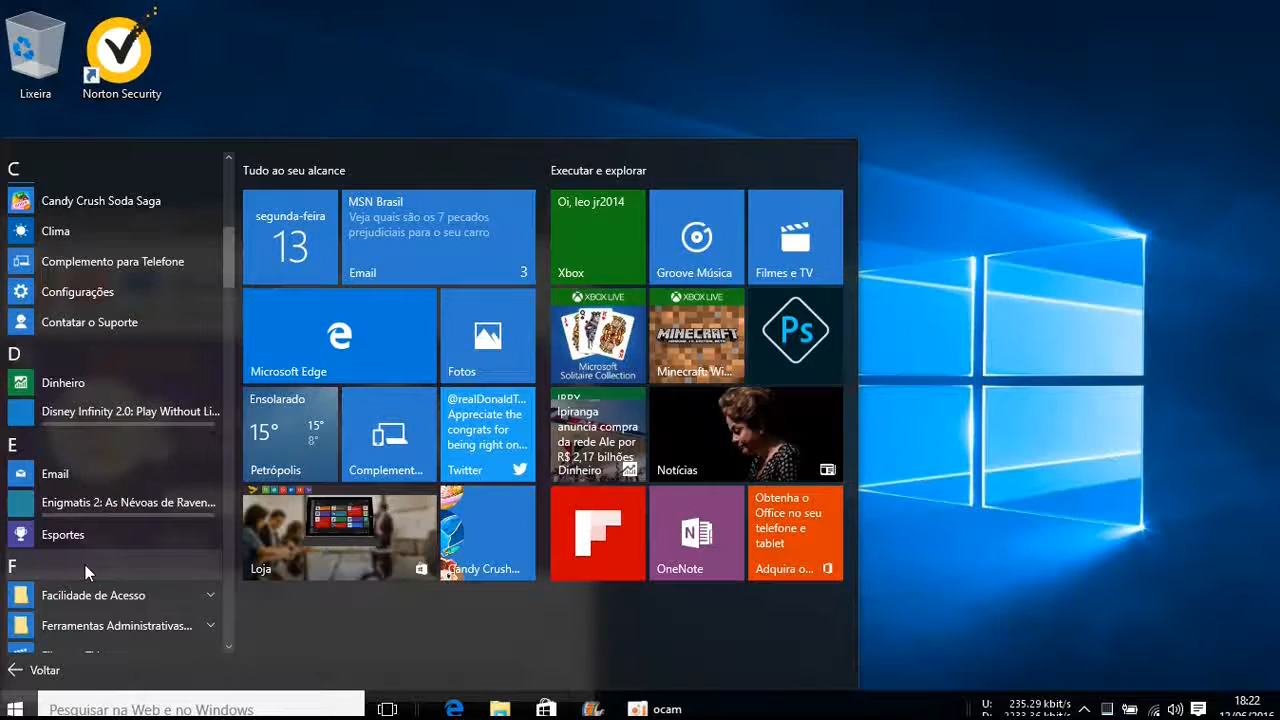 Lixeira
Norton Security
C
Candy Crush Soda Saga
Clima
Complemento para Telefone
Configurações
Contatar o Suporte
D
Dinheiro
Disney Infinity 2.0: Play Without Li...
E
Email
Enigmatis 2: As Névoas de Raven...
Esportes
F
Facilidade de Acesso
Ferramentas Administrativas...
Voltar
Tudo ao seu alcance
segunda-feira
13
MSN Brasil
Veja quais são os 7 pecados
prejudiciais para o seu carro
Email 3
Microsoft Edge
Fotos
Ensolarado
15° 15°
8°
Petrópolis
Complement...
@realDonaldT...
Appreciate the
congrats for
being right on...
Twitter
Loja
Candy Crush...
Executar e explorar
Oi, leo jr2014
Xbox
Groove Música
Filmes e TV
XBOX LIVE
Microsoft
Solitaire Collection
XBOX LIVE
MINECRAFT
Minecraft: Wi...
Ps
Ipiranga
anuncia compra
da rede Ale por
R$ 2,17 bilhões
Dinheiro
Notícias
OneNote
Obtenha o
Office no seu
telefone e
tablet
Adquira o...
Pesquisar na Web e no Windows
ocam
U: 235.29 kbit/s
D: 2233.36 kbit/s
18:22